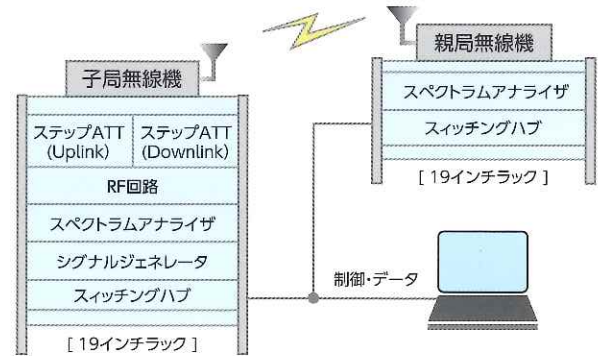 子局無線機
ステップATT
(Uplink)
ステップATT
(Downlink)
RF回路
スペクトラムアナライザ
シグナルジェネレータ
スィッチングハブ
[ 19インチラック ]
親局無線機
スペクトラムアナライザ
スィッチングハブ
[ 19インチラック ]
制御・データ